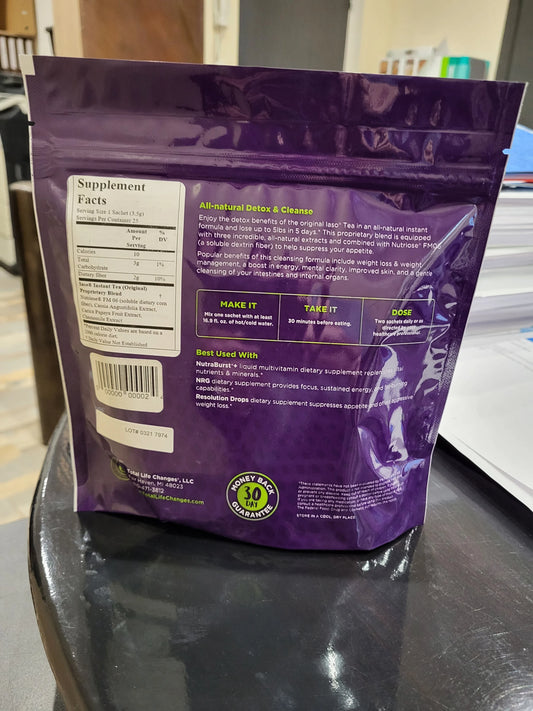 Supplement
Facts
Serving Size 1 Sachet (3.5g)
Servings Per Container 25
Amount Per Serving
% DV
Calories 10
Total Carbohydrate 3g 1%
Dietary fiber 2g 10%
Iaso® Instant Tea (Original)
Proprietary Blend †
Nutriose® FM 06 (soluble dietary corn
fiber), Cassia Angustifolia Extract,
Carica Papaya Fruit Extract,
Chamomile Extract
*Percent Daily Values are based on a
2000 calorie diet.
†Daily Value Not Established
00000 00002
LOT# 0321 7974
All-natural Detox & Cleanse
Enjoy the detox benefits of the original Iaso® Tea in an all-natural instant
formula and lose up to 5lbs in 5 days.* This proprietary blend is equipped
with three incredible, all-natural extracts and combined with Nutriose® FM06
(a soluble dextrin fiber) to help suppress your appetite.
Popular benefits of this cleansing formula include weight loss & weight
management, a boost in energy, mental clarity, improved skin, and a gentle
cleansing of your intestines and internal organs.
MAKE IT
Mix one sachet with at least
16.9 fl. oz. of hot/cold water.
TAKE IT
30 minutes before eating.
DOSE
Two sachets daily or as
directed by
healthcare professional.
Best Used With
NutraBurst®+ liquid multivitamin dietary supplement
nutrients & minerals.*
NRG dietary supplement provides focus, sustained energy, and
capabilities.*
Resolution Drops dietary supplement suppresses appetite and aggressive
weight loss.*
Total Life Changes®, LLC
Haven, MI 48023
TotalLifeChanges.com
MONEY BACK
30
DAY
GUARANTEE
STORE IN A COOL, DRY PLACE.